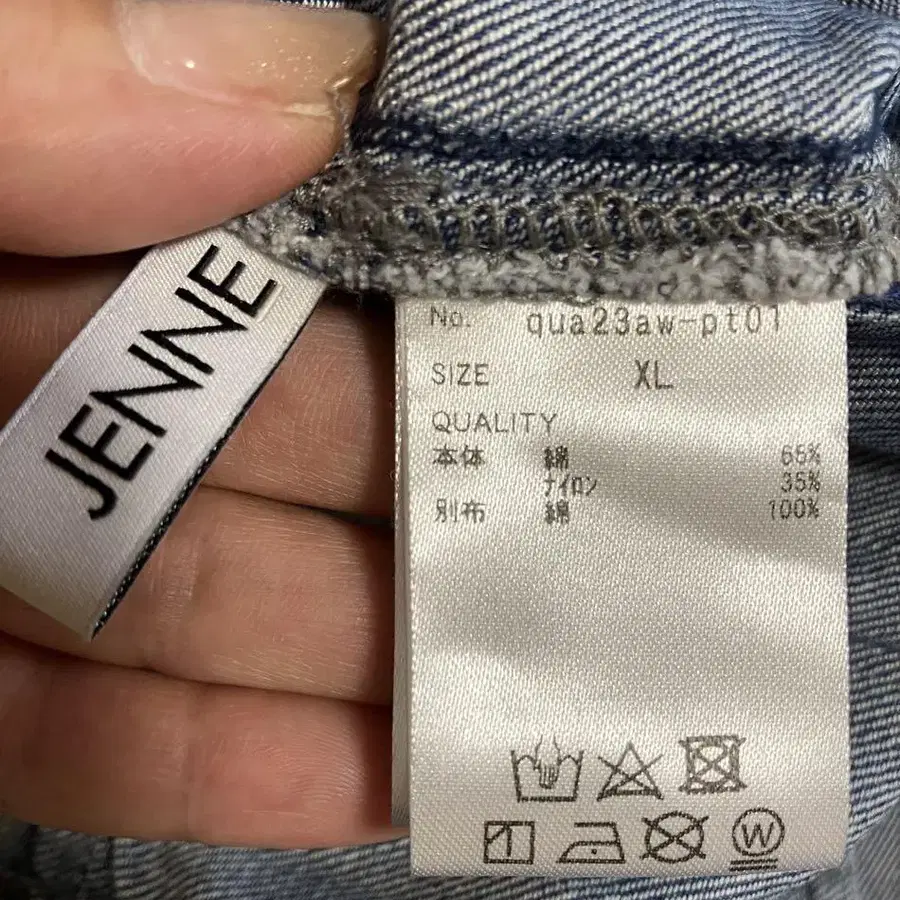 JENNE
No. qua23aw-pt01
SIZE XL
QUALITY
本体 綿 65%
ナイロン 35%
別布 綿 100%
W